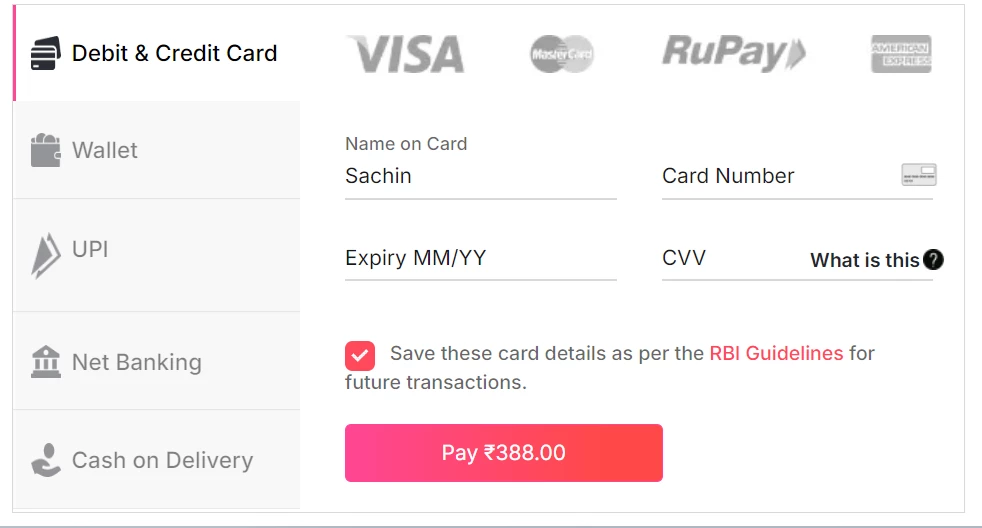 Debit & Credit Card
VISA
MasterCard
RuPay
AMERICAN
EXPRESS
Wallet
UPI
Net Banking
Cash on Delivery
Name on Card
Sachin
Card Number
Expiry MM/YY
CVV
What is this ?
Save these card details as per the RBI Guidelines for
future transactions.
Pay ₹388.00